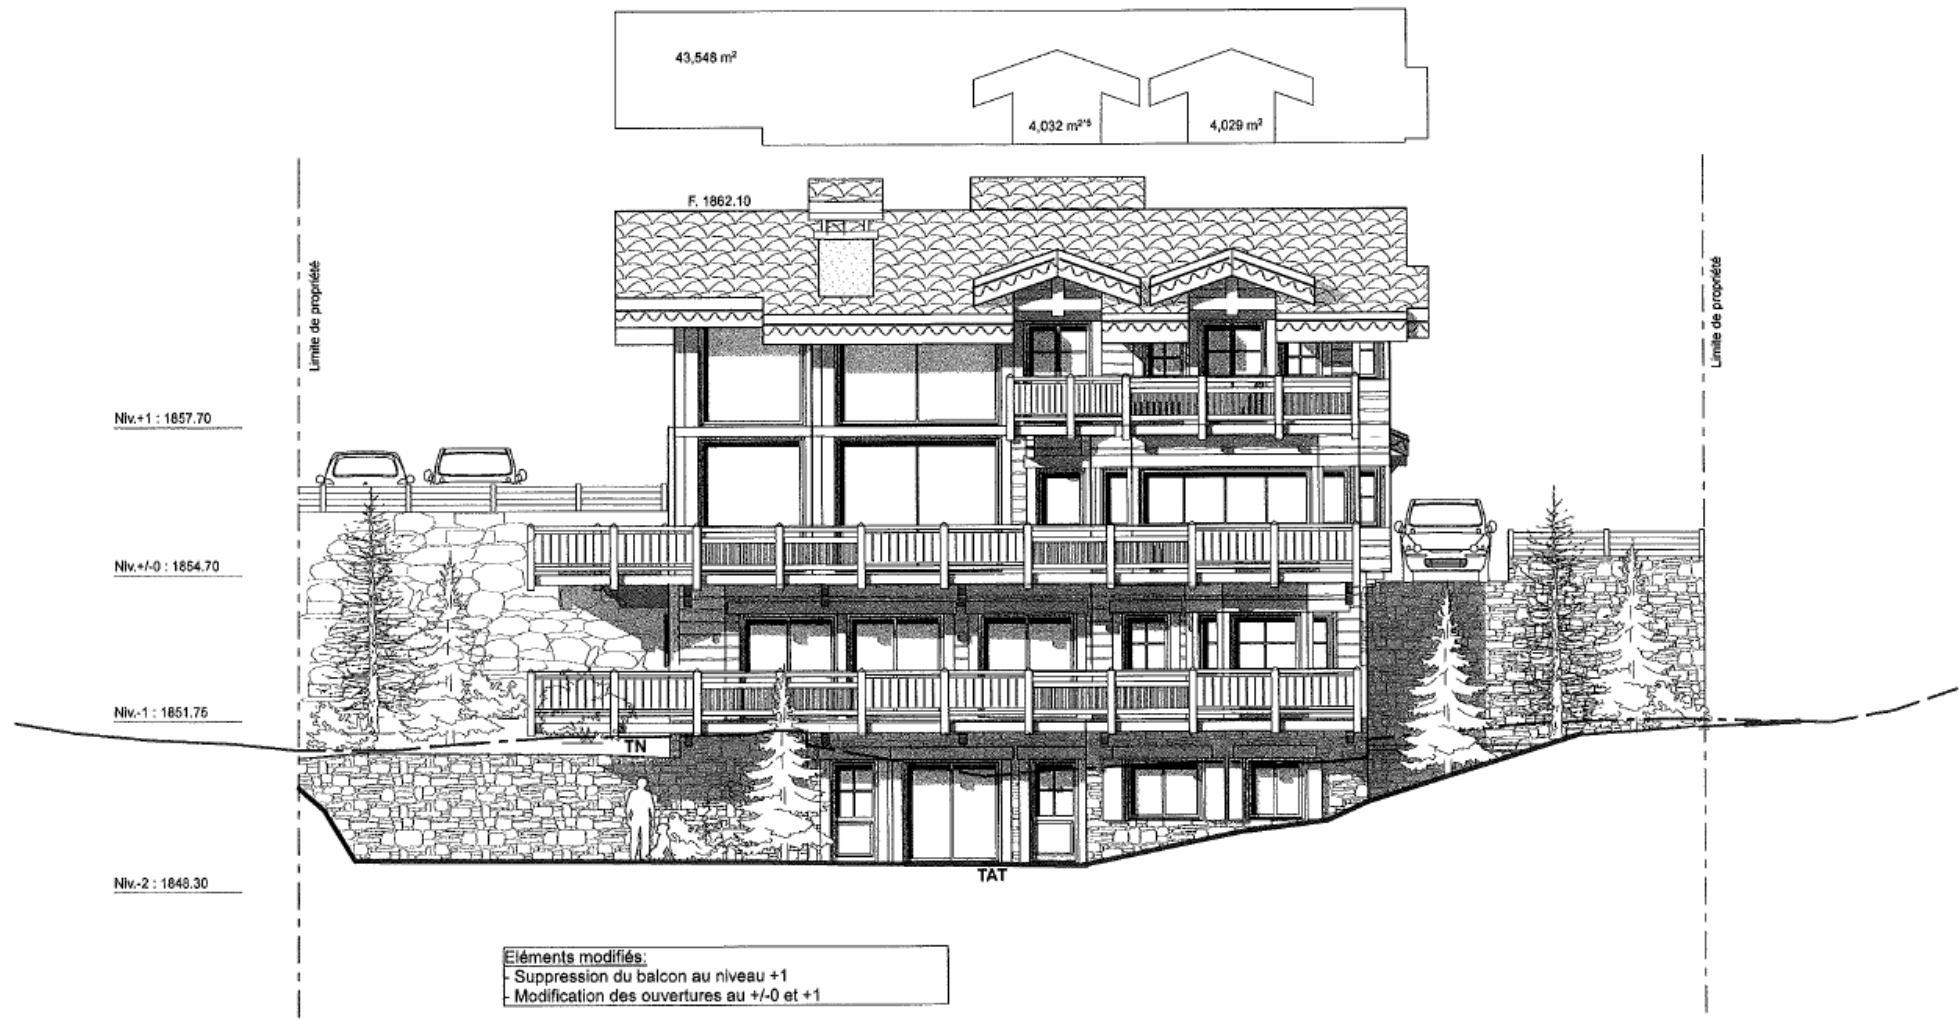 43,548 m²
4,032 m²*5
4,029 m²
F. 1862.10
Limite de propriété
Limite de propriété
Niv.+1 : 1857.70
Niv.+/-0 : 1854.70
Niv.-1 : 1851.75
TN
TAT
Niv.-2 : 1848.30
Eléments modifiés:
- Suppression du balcon au niveau +1
- Modification des ouvertures au +/-0 et +1